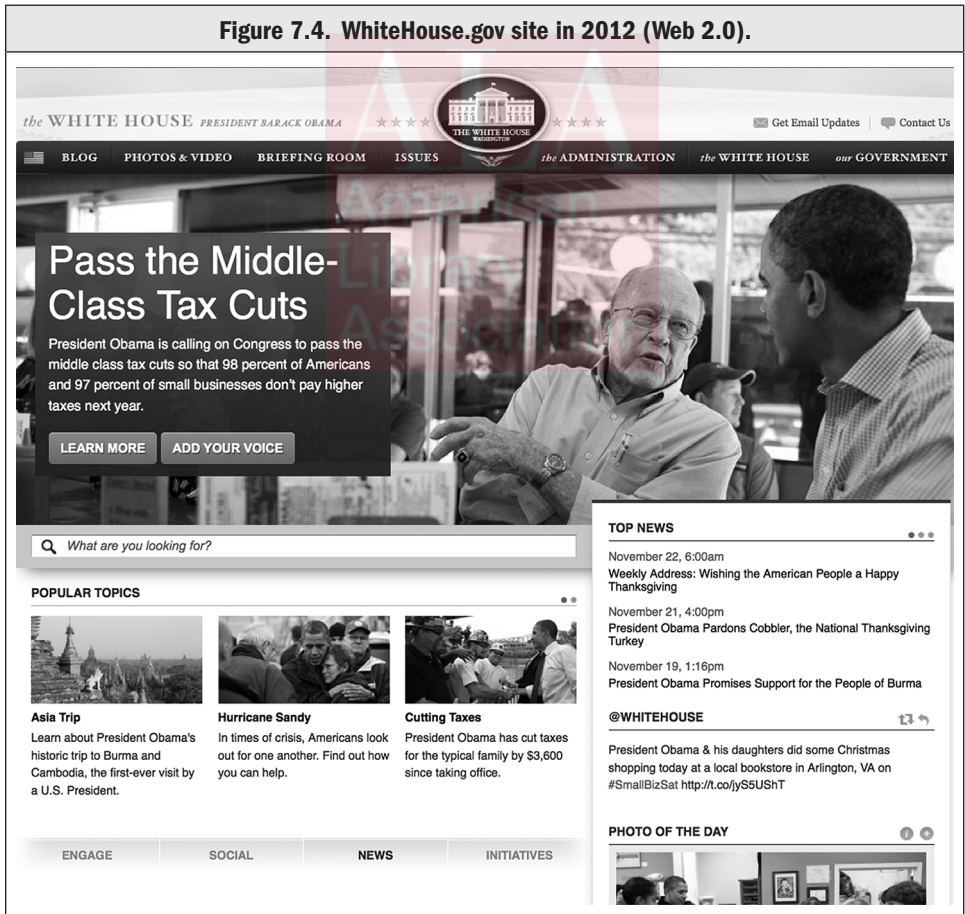 Figure 7.4. WhiteHouse.gov site in 2012 (Web 2.0).
the WHITE HOUSE PRESIDENT BARACK OBAMA
THE WHITE HOUSE
WASHINGTON
Get Email Updates
Contact Us
BLOG
PHOTOS & VIDEO
BRIEFING ROOM
ISSUES
the ADMINISTRATION
the WHITE HOUSE
our GOVERNMENT
ALA
American
Library
Association
Pass the Middle-
Class Tax Cuts
President Obama is calling on Congress to pass the
middle class tax cuts so that 98 percent of Americans
and 97 percent of small businesses don't pay higher
taxes next year.
LEARN MORE
ADD YOUR VOICE
What are you looking for?
POPULAR TOPICS
Asia Trip
Learn about President Obama's
historic trip to Burma and
Cambodia, the first-ever visit by
a U.S. President.
Hurricane Sandy
In times of crisis, Americans look
out for one another. Find out how
you can help.
Cutting Taxes
President Obama has cut taxes
for the typical family by $3,600
since taking office.
ENGAGE
SOCIAL
NEWS
INITIATIVES
TOP NEWS
November 22, 6:00am
Weekly Address: Wishing the American People a Happy
Thanksgiving
November 21, 4:00pm
President Obama Pardons Cobbler, the National Thanksgiving
Turkey
November 19, 1:16pm
President Obama Promises Support for the People of Burma
@WHITEHOUSE
President Obama & his daughters did some Christmas
shopping today at a local bookstore in Arlington, VA on
#SmallBizSat http://t.co/jyS5UShT
PHOTO OF THE DAY